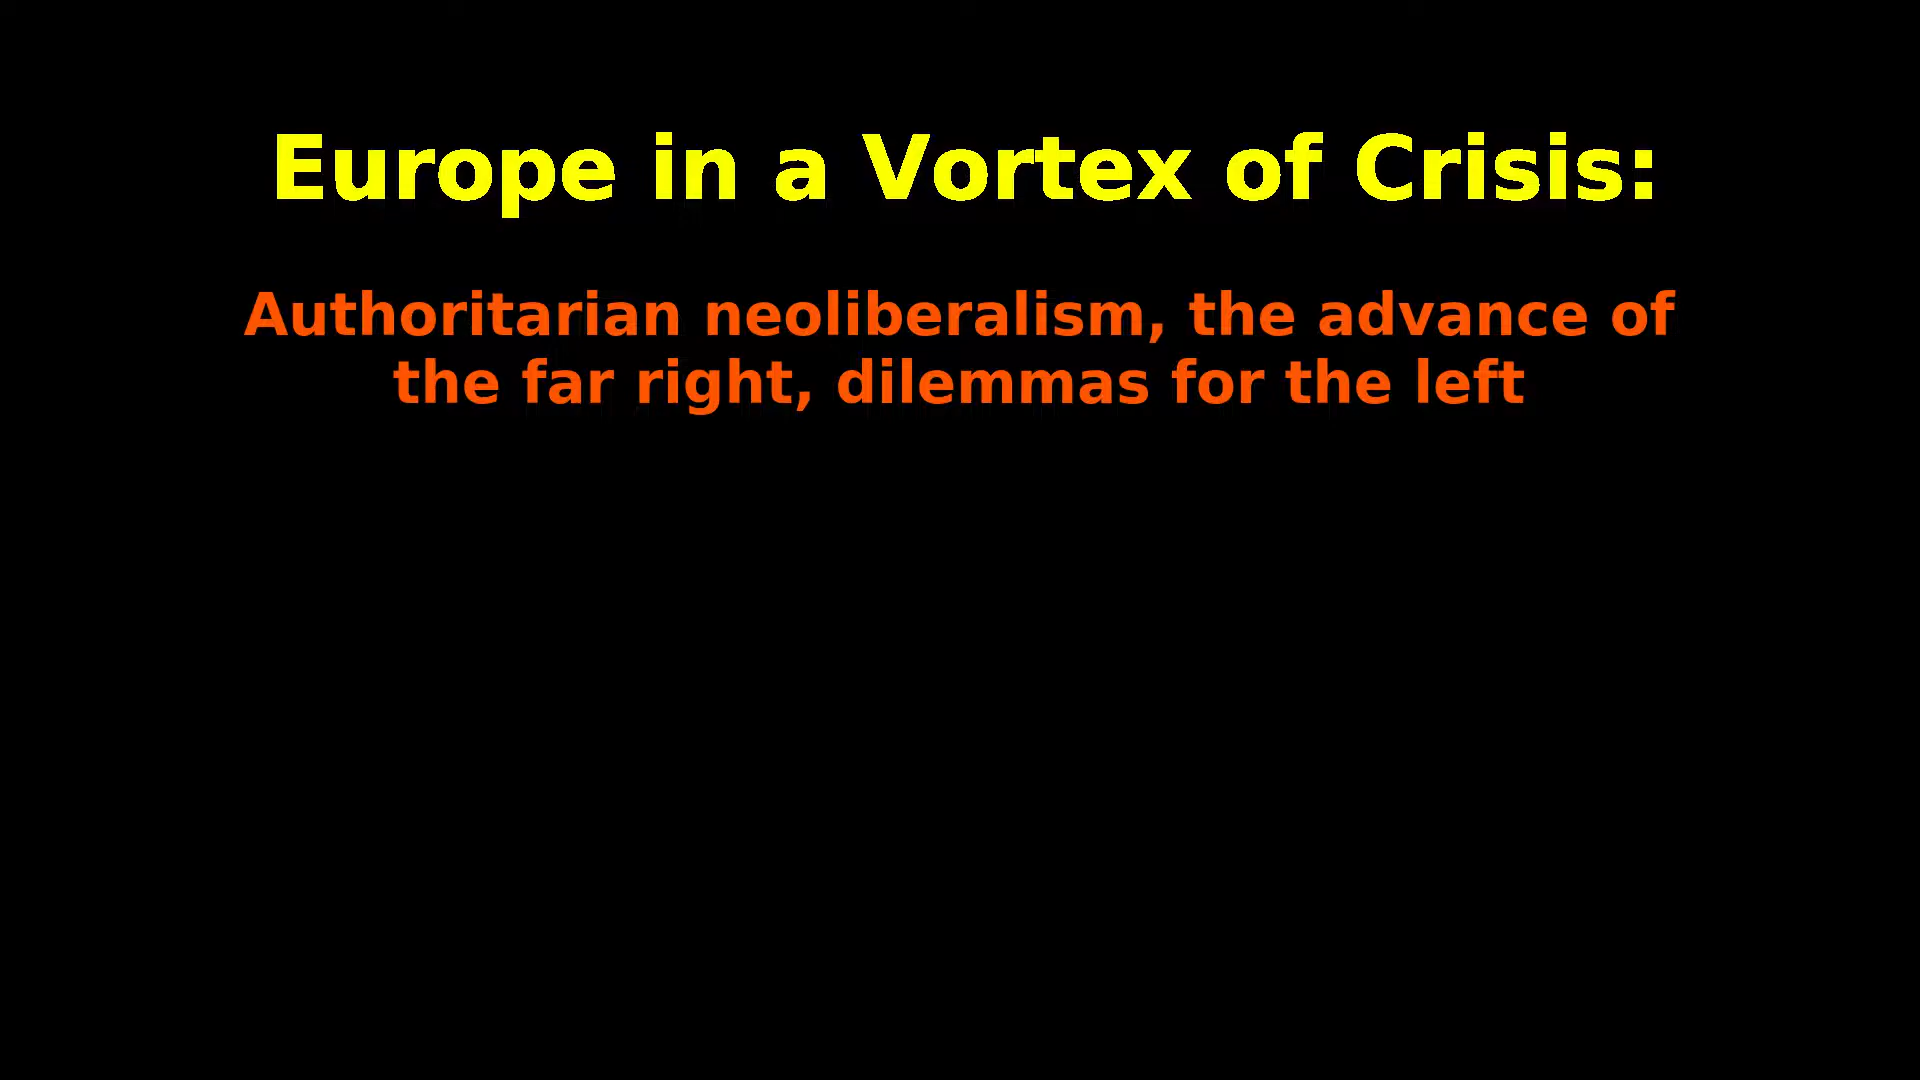 Europe in a Vortex of Crisis:
Authoritarian neoliberalism, the advance of
the far right, dilemmas for the left